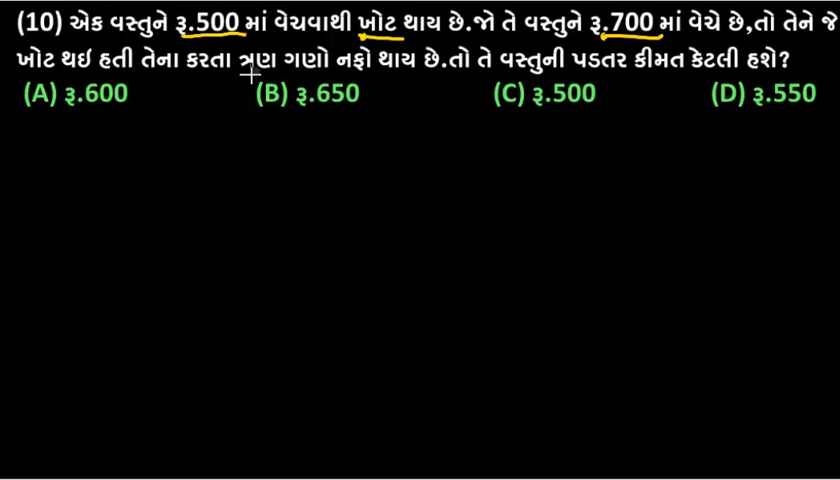 (10) એક વસ્તુને રૂ.500 માં વેચવાથી ખોટ થાય છે.જો તે વસ્તુને રૂ.700 માં વેચે છે,તો તેને જે
ખોટ થઇ હતી તેના કરતા ત્રણ ગણો નફો થાય છે.તો તે વસ્તુની પડતર કીમત કેટલી હશે?
(A) રૂ.600 (B) રૂ.650 (C) રૂ.500 (D) રૂ.550